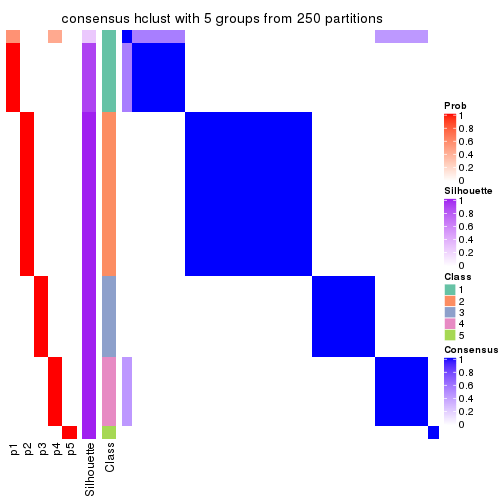 consensus hclust with 5 groups from 250 partitions
Prob
1
0.8
0.6
0.4
0.2
0
Silhouette
1
0.8
0.6
0.4
0.2
0
Class
1
2
3
4
5
Consensus
1
0.8
0.6
0.4
0.2
0
p1
p2
p3
p4
p5
Silhouette
Class